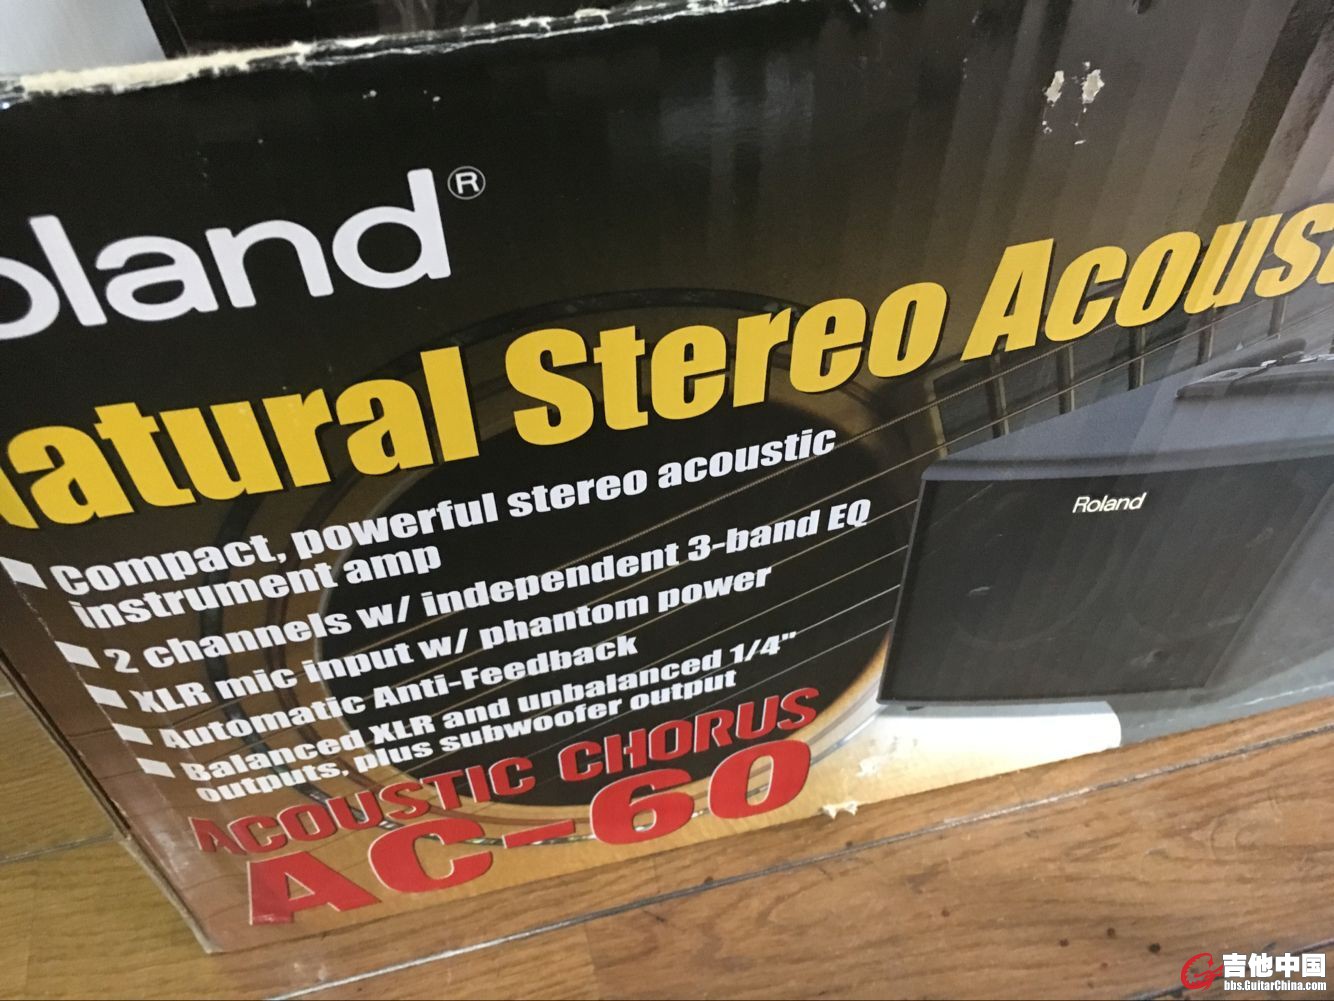 oland®
atural Stereo Acoust
Compact, powerful stereo acoustic
instrument amp
2 channels w/ independent 3-band EQ
XLR mic input w/ phantom power
Automatic Anti-Feedback
Balanced XLR and unbalanced 1/4"
outputs, plus subwoofer output
ACOUSTIC CHORUS
AC-60
Roland
吉他中国
bbs.GuitarChina.com